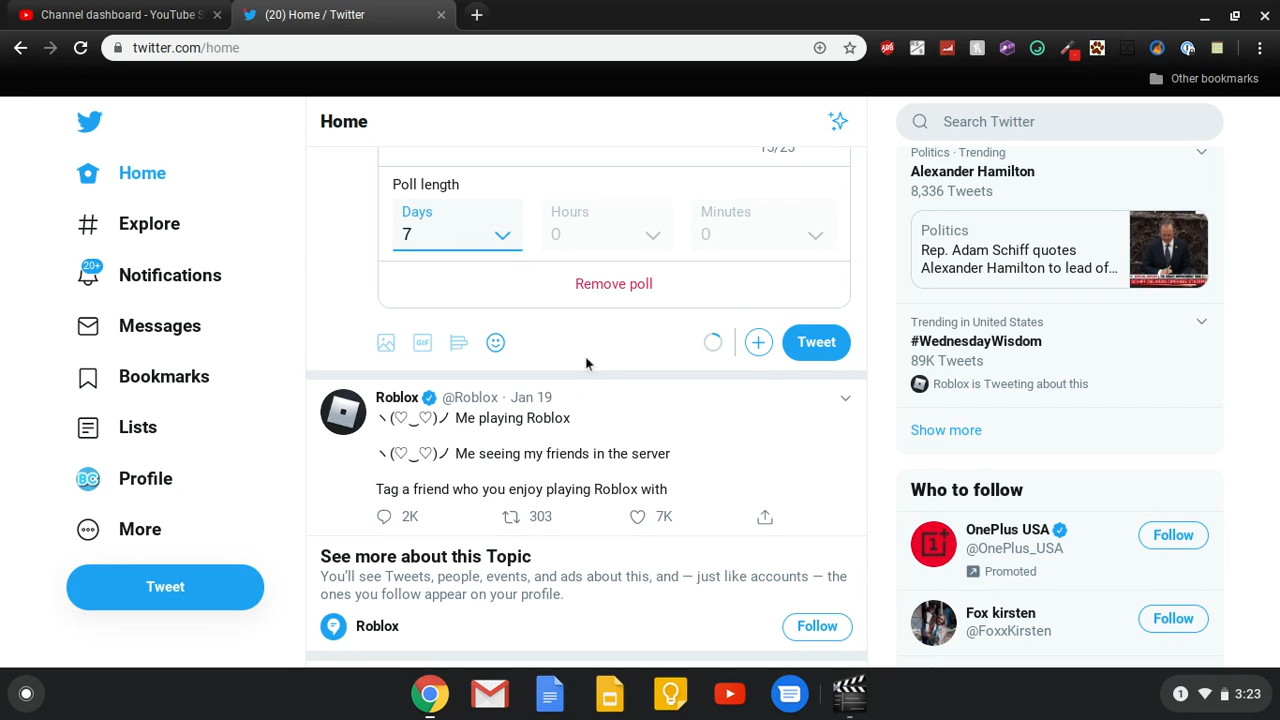 Channel dashboard - YouTube S
(20) Home / Twitter
twitter.com/home
Other bookmarks
Home
Explore
20+
Notifications
Messages
Bookmarks
Lists
Profile
More
Tweet
Home
15/25
Poll length
Days
7
Hours
0
Minutes
0
Remove poll
GIF
Tweet
Roblox @Roblox · Jan 19
ヽ(♡‿♡)ノ Me playing Roblox
ヽ(♡‿♡)ノ Me seeing my friends in the server
Tag a friend who you enjoy playing Roblox with
2K
303
7K
See more about this Topic
You'll see Tweets, people, events, and ads about this, and — just like accounts — the
ones you follow appear on your profile.
Roblox
Follow
Search Twitter
Politics · Trending
Alexander Hamilton
8,336 Tweets
Politics
Rep. Adam Schiff quotes
Alexander Hamilton to lead of...
Trending in United States
#WednesdayWisdom
89K Tweets
Roblox is Tweeting about this
Show more
Who to follow
OnePlus USA
@OnePlus_USA
Promoted
Follow
Fox kirsten
@FoxxKirsten
Follow
1
3:23